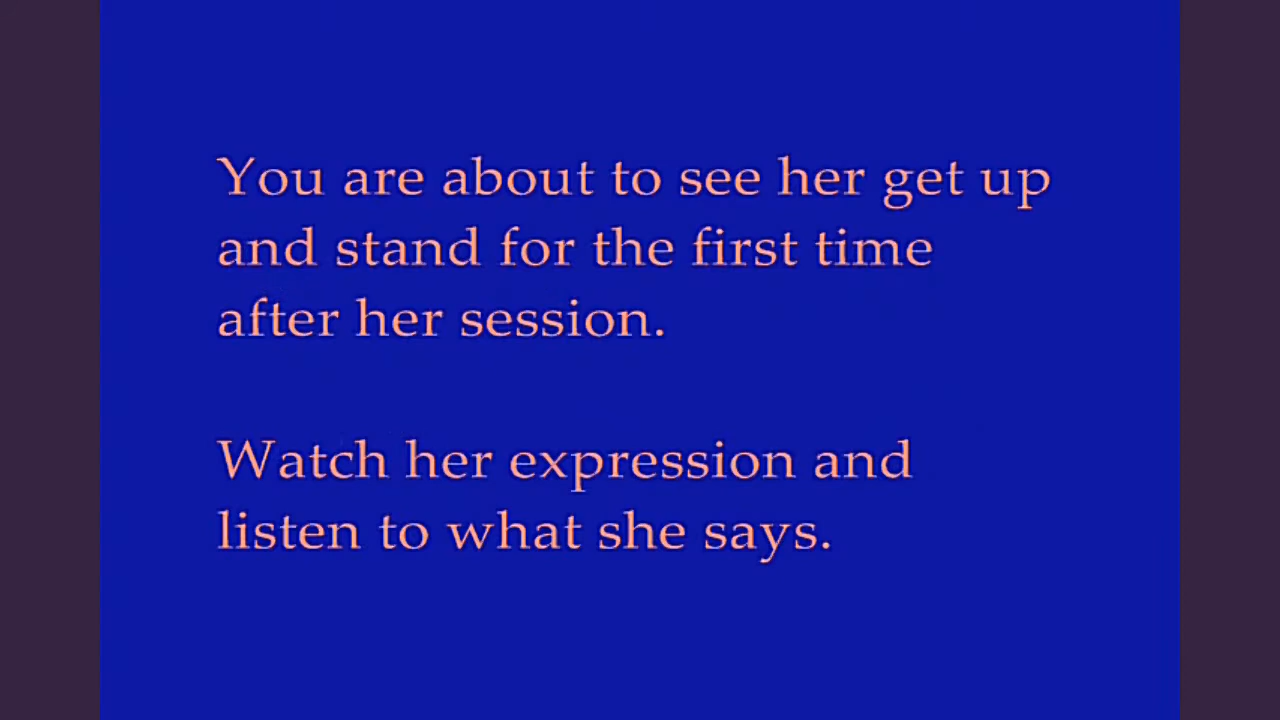 You are about to see her get up
and stand for the first time
after her session.
Watch her expression and
listen to what she says.